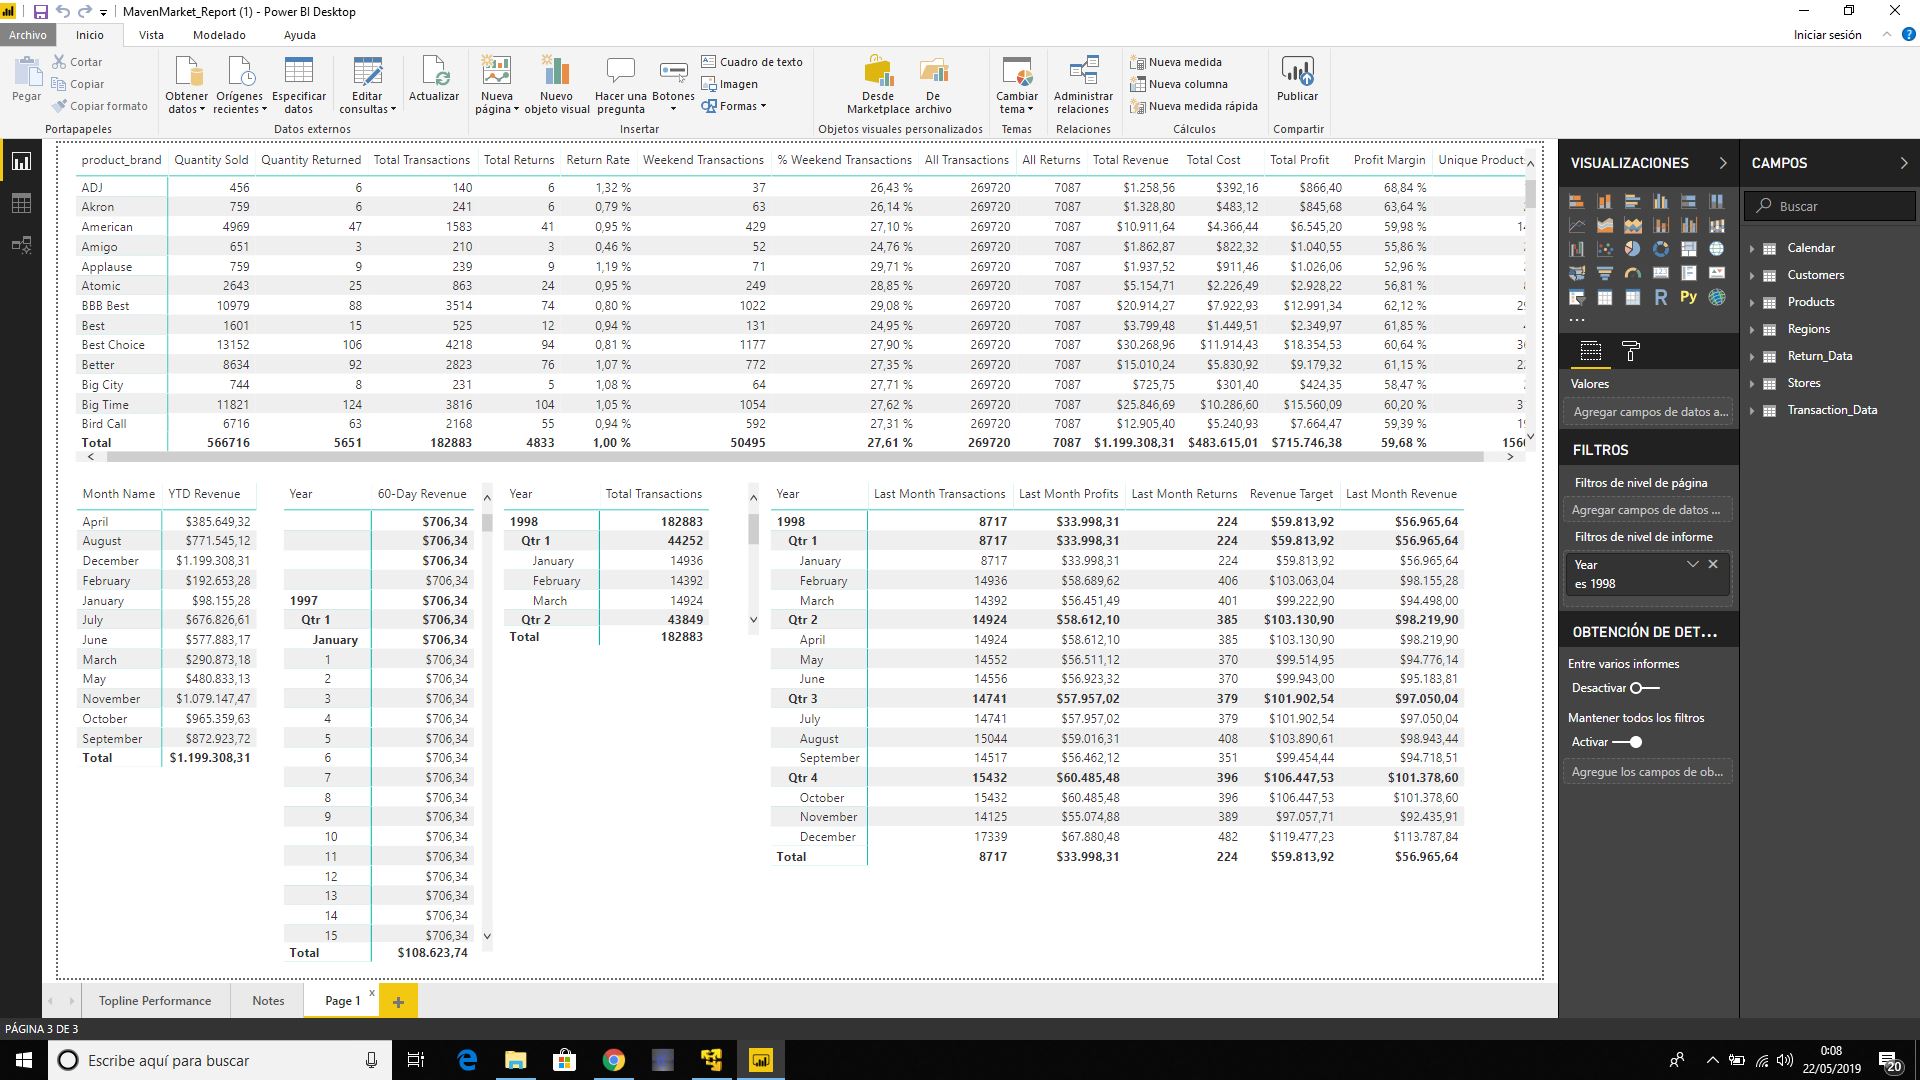 MavenMarket_Report (1) - Power BI Desktop
Archivo Inicio Vista Modelado Ayuda Iniciar sesión
Pegar Cortar Copiar Copiar formato
Obtener datos Orígenes recientes Especificar datos Editar consultas Actualizar
Nueva página Nuevo objeto visual Hacer una pregunta Botones Cuadro de texto Imagen Formas
Desde Marketplace De archivo Cambiar tema Administrar relaciones
Nueva medida Nueva columna Nueva medida rápida Publicar
Portapapeles Datos externos Insertar Objetos visuales personalizados Temas Relaciones Cálculos Compartir
product_brand Quantity Sold Quantity Returned Total Transactions Total Returns Return Rate Weekend Transactions % Weekend Transactions All Transactions All Returns Total Revenue Total Cost Total Profit Profit Margin Unique Product
ADJ 456 6 140 6 1,32 % 37 26,43 % 269720 7087 $1.258,56 $392,16 $866,40 68,84 %
Akron 759 6 241 6 0,79 % 63 26,14 % 269720 7087 $1.328,80 $483,12 $845,68 63,64 %
American 4969 47 1583 41 0,95 % 429 27,10 % 269720 7087 $10.911,64 $4.366,44 $6.545,20 59,98 %
Amigo 651 3 210 3 0,46 % 52 24,76 % 269720 7087 $1.862,87 $822,32 $1.040,55 55,86 %
Applause 759 9 239 9 1,19 % 71 29,71 % 269720 7087 $1.937,52 $911,46 $1.026,06 52,96 %
Atomic 2643 25 863 24 0,95 % 249 28,85 % 269720 7087 $5.154,71 $2.226,49 $2.928,22 56,81 %
BBB Best 10979 88 3514 74 0,80 % 1022 29,08 % 269720 7087 $20.914,27 $7.922,93 $12.991,34 62,12 %
Best 1601 15 525 12 0,94 % 131 24,95 % 269720 7087 $3.799,48 $1.449,51 $2.349,97 61,85 %
Best Choice 13152 106 4218 94 0,81 % 1177 27,90 % 269720 7087 $30.268,96 $11.914,43 $18.354,53 60,64 %
Better 8634 92 2823 76 1,07 % 772 27,35 % 269720 7087 $15.010,24 $5.830,92 $9.179,32 61,15 %
Big City 744 8 231 5 1,08 % 64 27,71 % 269720 7087 $725,75 $301,40 $424,35 58,47 %
Big Time 11821 124 3816 104 1,05 % 1054 27,62 % 269720 7087 $25.846,69 $10.286,60 $15.560,09 60,20 %
Bird Call 6716 63 2168 55 0,94 % 592 27,31 % 269720 7087 $12.905,40 $5.240,93 $7.664,47 59,39 %
Total 566716 5651 182883 4833 1,00 % 50495 27,61 % 269720 7087 $1.199.308,31 $483.615,01 $715.746,38 59,68 % 156
Month Name YTD Revenue
April $385.649,32
August $771.545,12
December $1.199.308,31
February $192.653,28
January $98.155,28
July $676.826,61
June $577.883,17
March $290.873,18
May $480.833,13
November $1.079.147,47
October $965.359,63
September $872.923,72
Total $1.199.308,31
Year 60-Day Revenue
$706,34
$706,34
$706,34
$706,34
1997 $706,34
Qtr 1 $706,34
January $706,34
1 $706,34
2 $706,34
3 $706,34
4 $706,34
5 $706,34
6 $706,34
7 $706,34
8 $706,34
9 $706,34
10 $706,34
11 $706,34
12 $706,34
13 $706,34
14 $706,34
15 $706,34
Total $108.623,74
Year Total Transactions
1998 182883
Qtr 1 44252
January 14936
February 14392
March 14924
Qtr 2 43849
Total 182883
Year Last Month Transactions Last Month Profits Last Month Returns Revenue Target Last Month Revenue
1998 8717 $33.998,31 224 $59.813,92 $56.965,64
Qtr 1 8717 $33.998,31 224 $59.813,92 $56.965,64
January 8717 $33.998,31 224 $59.813,92 $56.965,64
February 14936 $58.689,62 406 $103.063,04 $98.155,28
March 14392 $56.451,49 401 $99.222,90 $94.498,00
Qtr 2 14924 $58.612,10 385 $103.130,90 $98.219,90
April 14924 $58.612,10 385 $103.130,90 $98.219,90
May 14552 $56.511,12 370 $99.514,95 $94.776,14
June 14556 $56.923,32 370 $99.943,00 $95.183,81
Qtr 3 14741 $57.957,02 379 $101.902,54 $97.050,04
July 14741 $57.957,02 379 $101.902,54 $97.050,04
August 15044 $59.016,31 408 $103.890,61 $98.943,44
September 14517 $56.462,12 351 $99.454,44 $94.718,51
Qtr 4 15432 $60.485,48 396 $106.447,53 $101.378,60
October 15432 $60.485,48 396 $106.447,53 $101.378,60
November 14125 $55.074,88 389 $97.057,71 $92.435,91
December 17339 $67.880,48 482 $119.477,23 $113.787,84
Total 8717 $33.998,31 224 $59.813,92 $56.965,64
VISUALIZACIONES
R Py
Valores
Agregar campos de datos a...
FILTROS
Filtros de nivel de página
Agregar campos de datos ...
Filtros de nivel de informe
Year
es 1998
OBTENCIÓN DE DET...
Entre varios informes
Desactivar
Mantener todos los filtros
Activar
Agregue los campos de ob...
CAMPOS
Buscar
Calendar
Customers
Products
Regions
Return_Data
Stores
Transaction_Data
Topline Performance Notes Page 1
PÁGINA 3 DE 3
Escribe aquí para buscar
0:08
22/05/2019
20